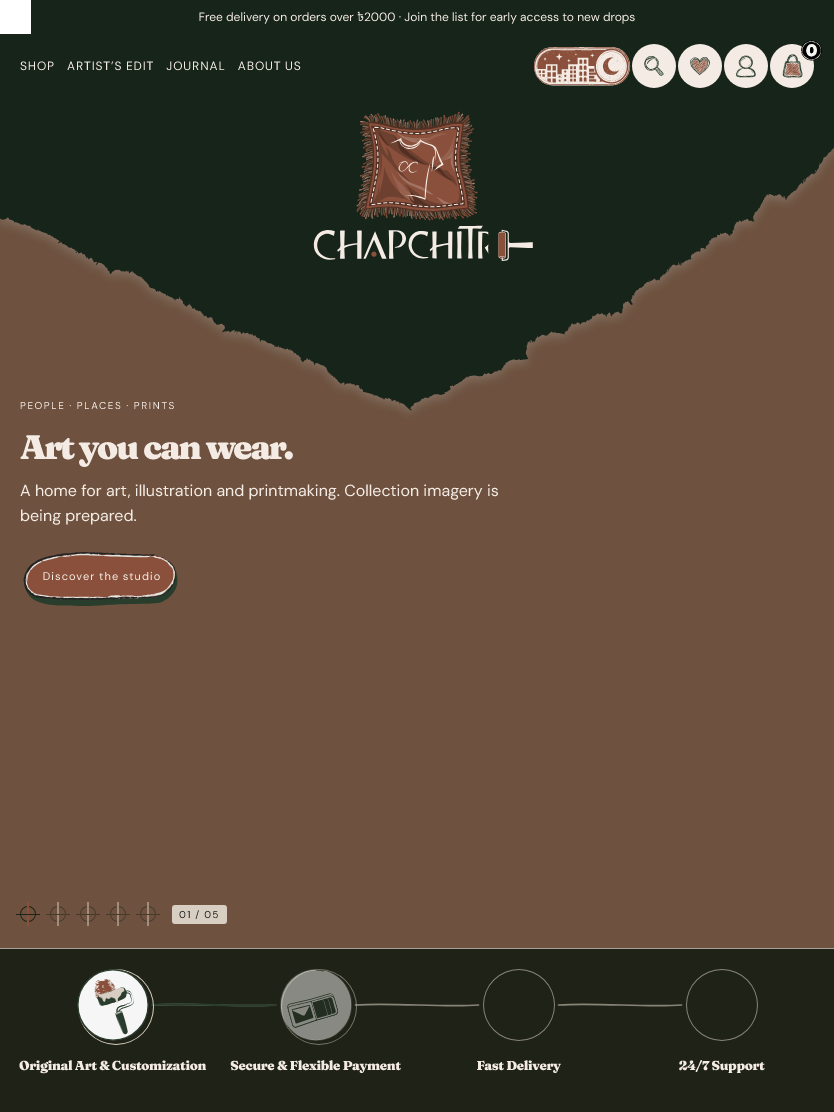 Free delivery on orders over ৳2000 · Join the list for early access to new drops
SHOP ARTIST'S EDIT JOURNAL ABOUT US
0
CHAPCHITR
PEOPLE · PLACES · PRINTS
Art you can wear.
A home for art, illustration and printmaking. Collection imagery is
being prepared.
Discover the studio
01 / 05
Original Art & Customization Secure & Flexible Payment Fast Delivery 24/7 Support